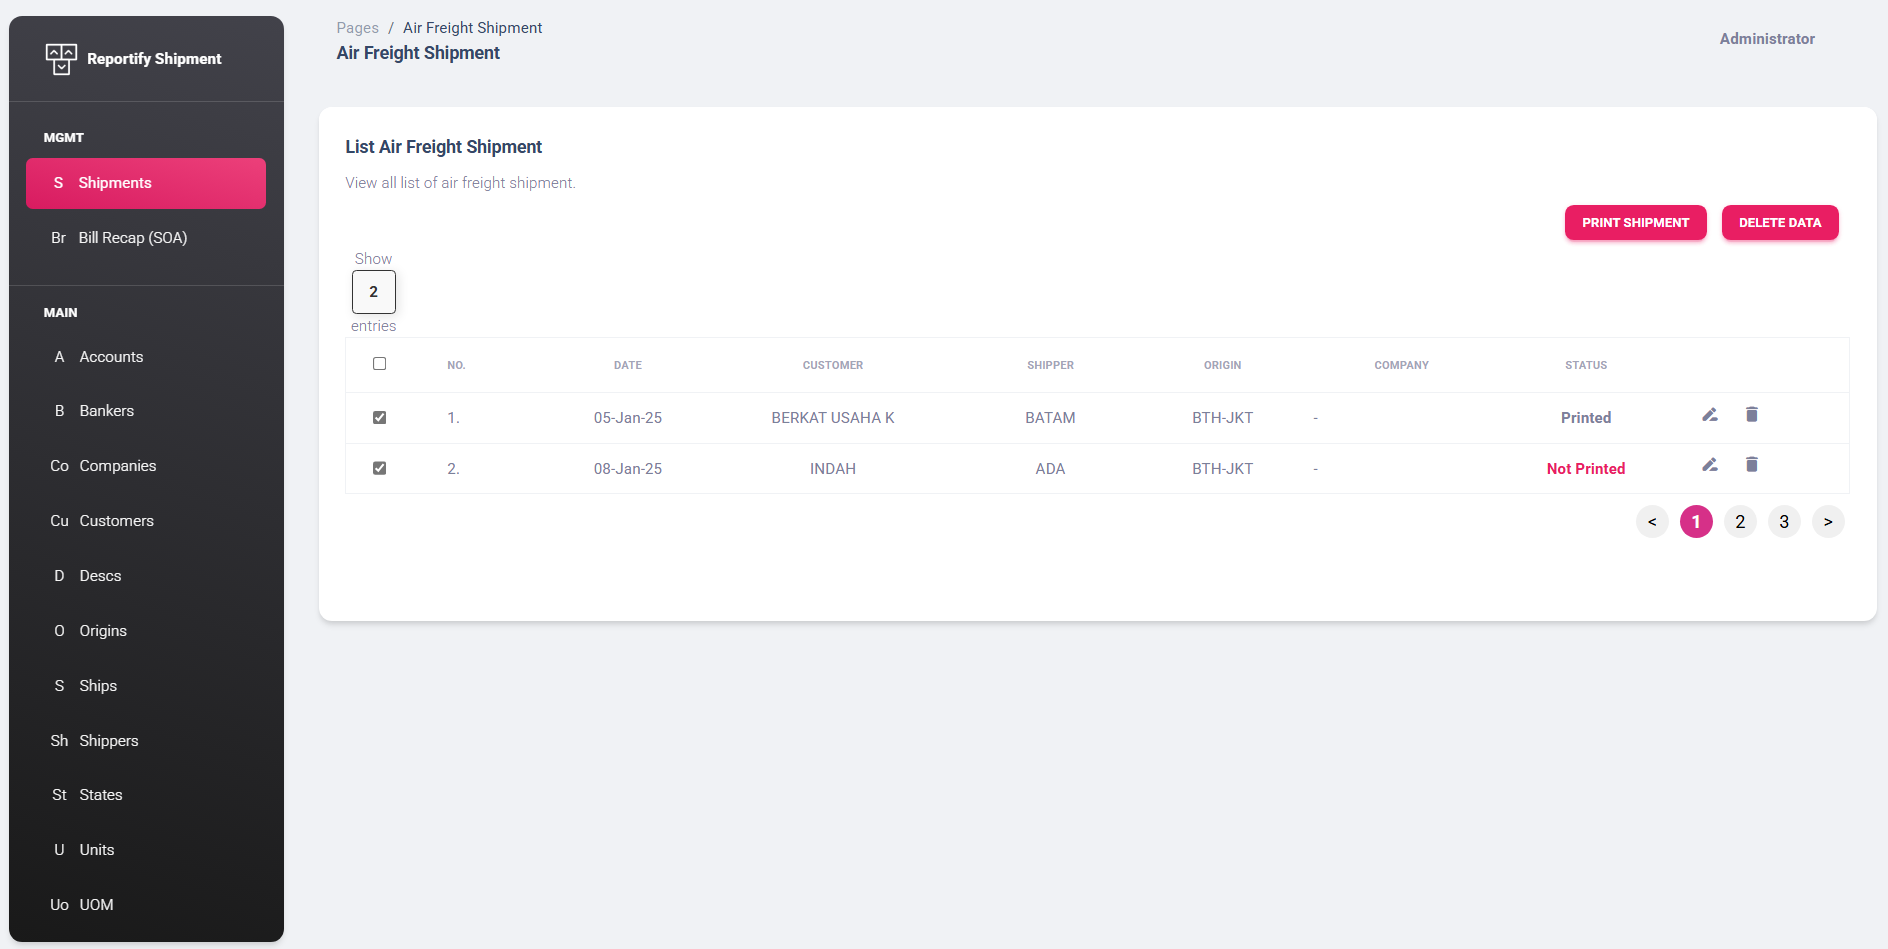 Reportify Shipment
MGMT
S Shipments
Br Bill Recap (SOA)
MAIN
A Accounts
B Bankers
Co Companies
Cu Customers
D Descs
O Origins
S Ships
Sh Shippers
St States
U Units
Uo UOM
Pages / Air Freight Shipment
Air Freight Shipment
Administrator
List Air Freight Shipment
View all list of air freight shipment.
PRINT SHIPMENT DELETE DATA
Show
2
entries
NO. DATE CUSTOMER SHIPPER ORIGIN COMPANY STATUS
1. 05-Jan-25 BERKAT USAHA K BATAM BTH-JKT - Printed
2. 08-Jan-25 INDAH ADA BTH-JKT - Not Printed
< 1 2 3 >